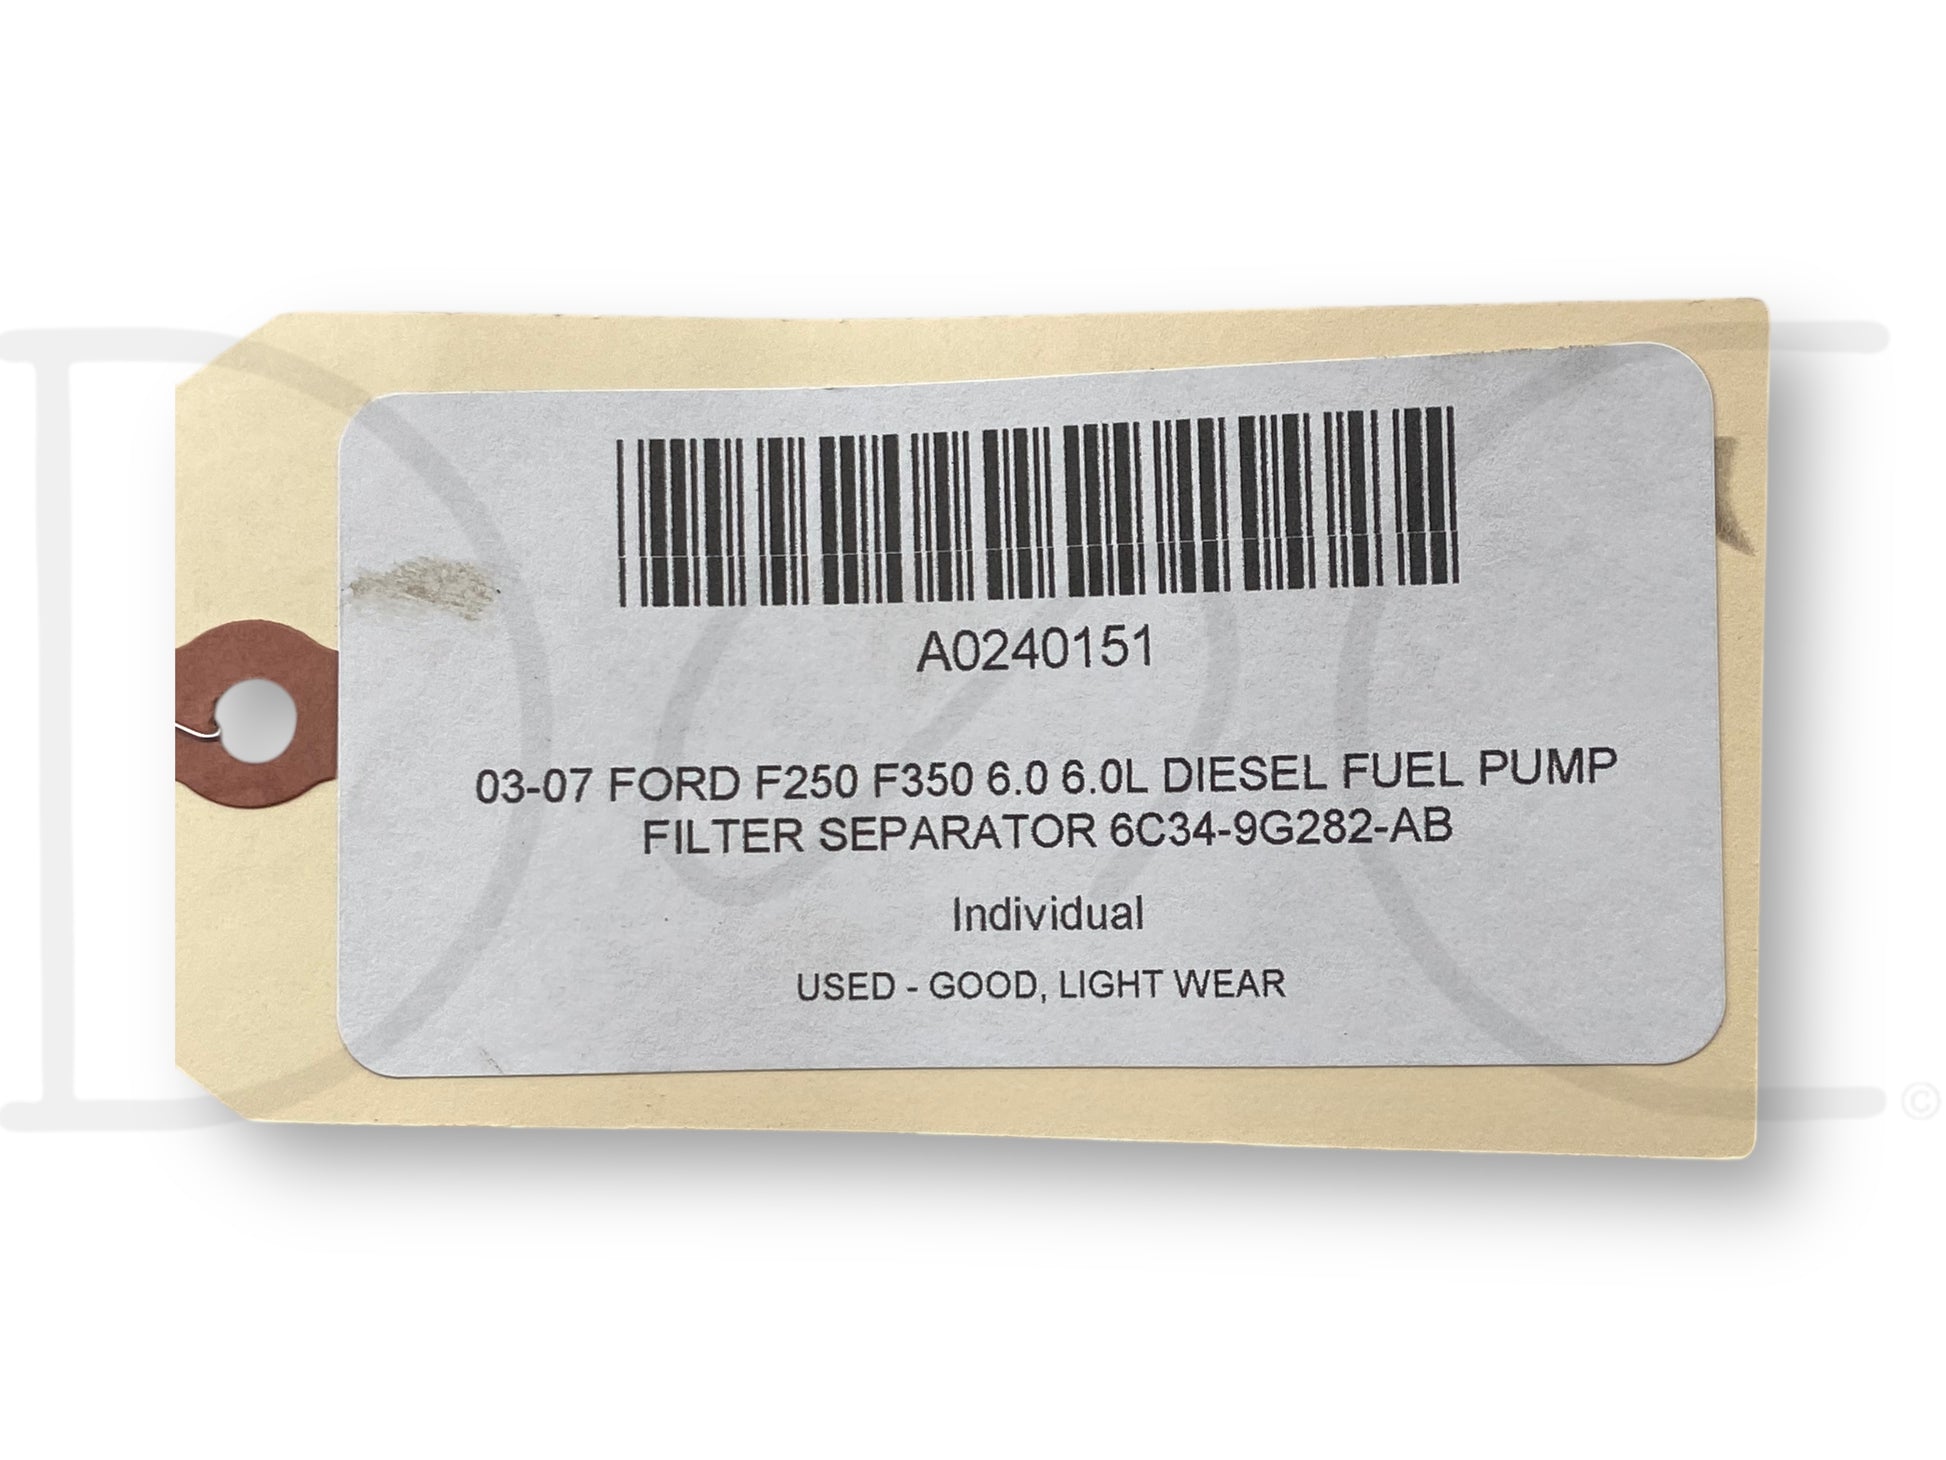 A0240151
03-07 FORD F250 F350 6.0 6.0L DIESEL FUEL PUMP
FILTER SEPARATOR 6C34-9G282-AB
Individual
USED - GOOD, LIGHT WEAR
©